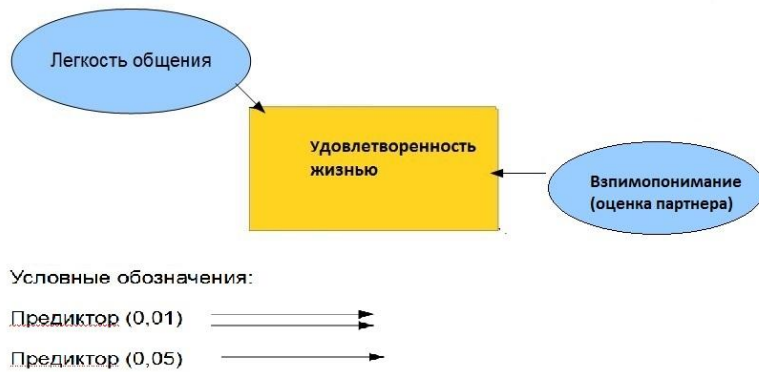 Легкость общения
Удовлетворенность
жизнью
Взпимопонимание
(оценка партнера)
Условные обозначения:
Предиктор (0,01)
Предиктор (0,05)